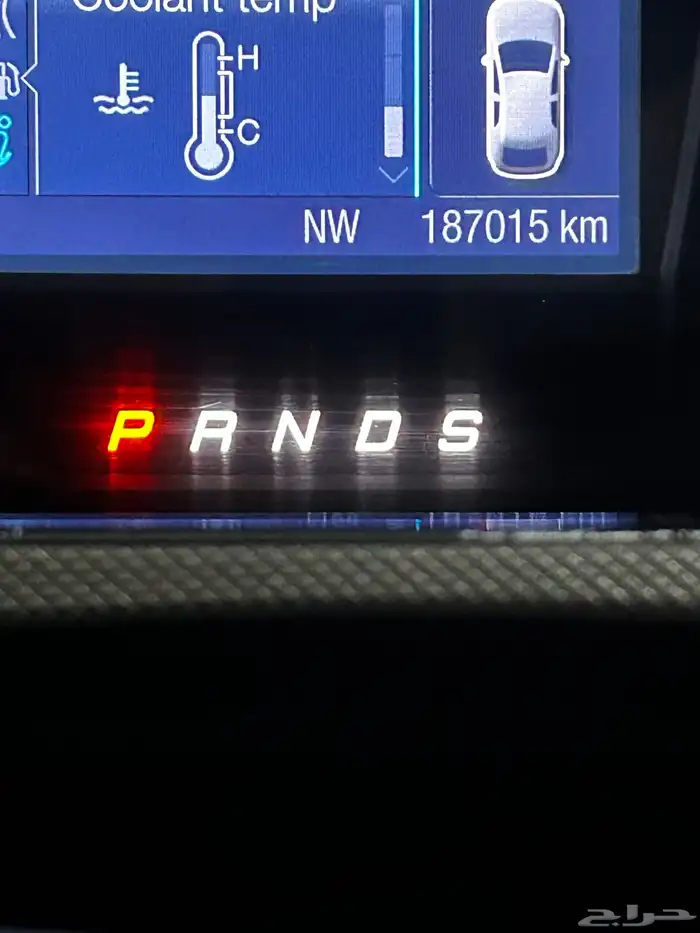 Coolant temp
H
C
NW 187015 km
P R N D S
حراج